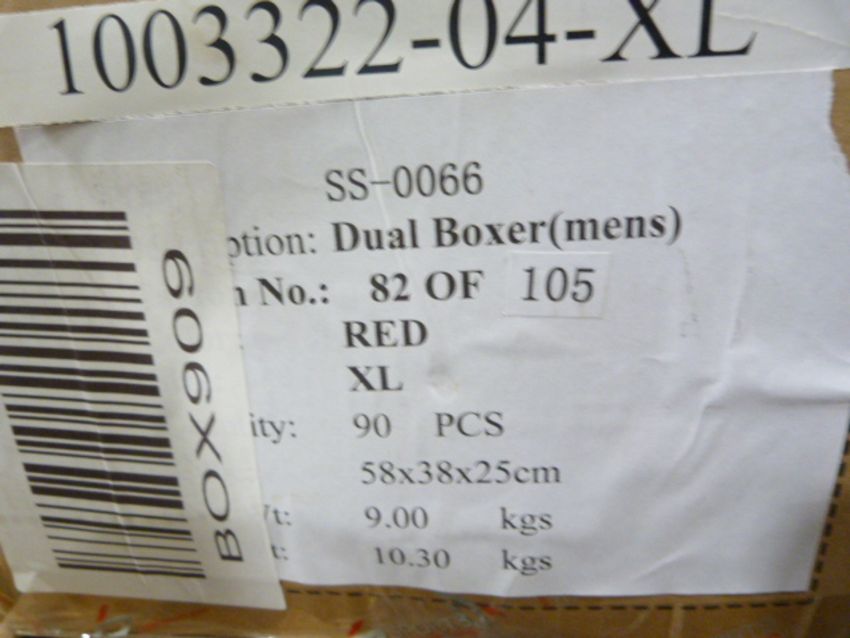 1003322-04-XL
SS-0066
ption: Dual Boxer(mens)
n No.: 82 OF 105
RED
XL
ity: 90 PCS
58x38x25cm
/t: 9.00 kgs
t: 10.30 kgs
BOX909